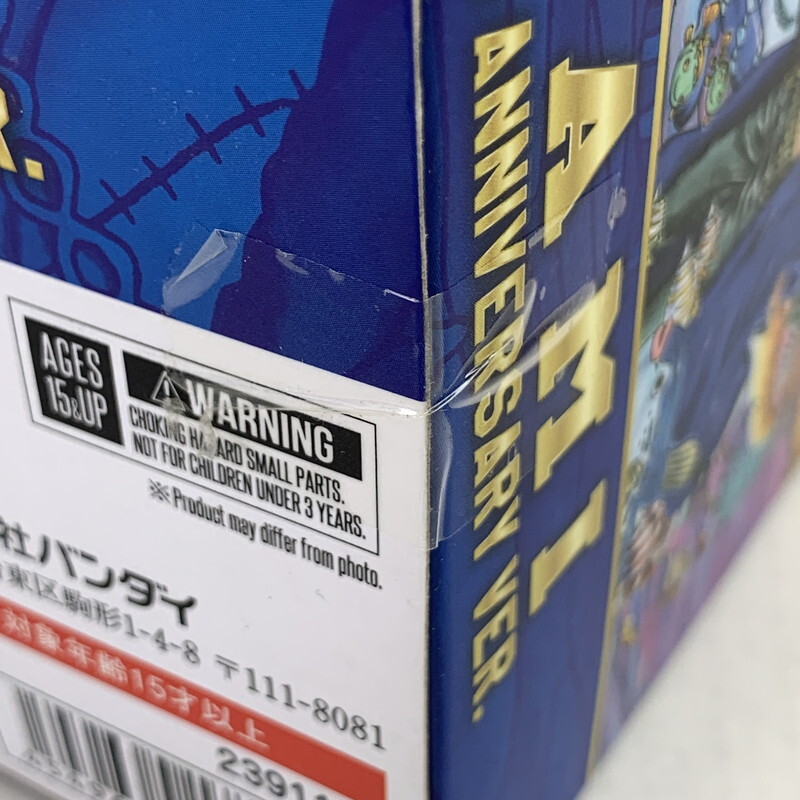 R.
AGES
15&UP
⚠WARNING
CHOKING HAZARD SMALL PARTS.
NOT FOR CHILDREN UNDER 3 YEARS.
※Product may differ from photo.
社バンダイ
東区駒形1-4-8 〒111-8081
対象年齢15才以上
2391
AMI
ANNIVERSARY VER.